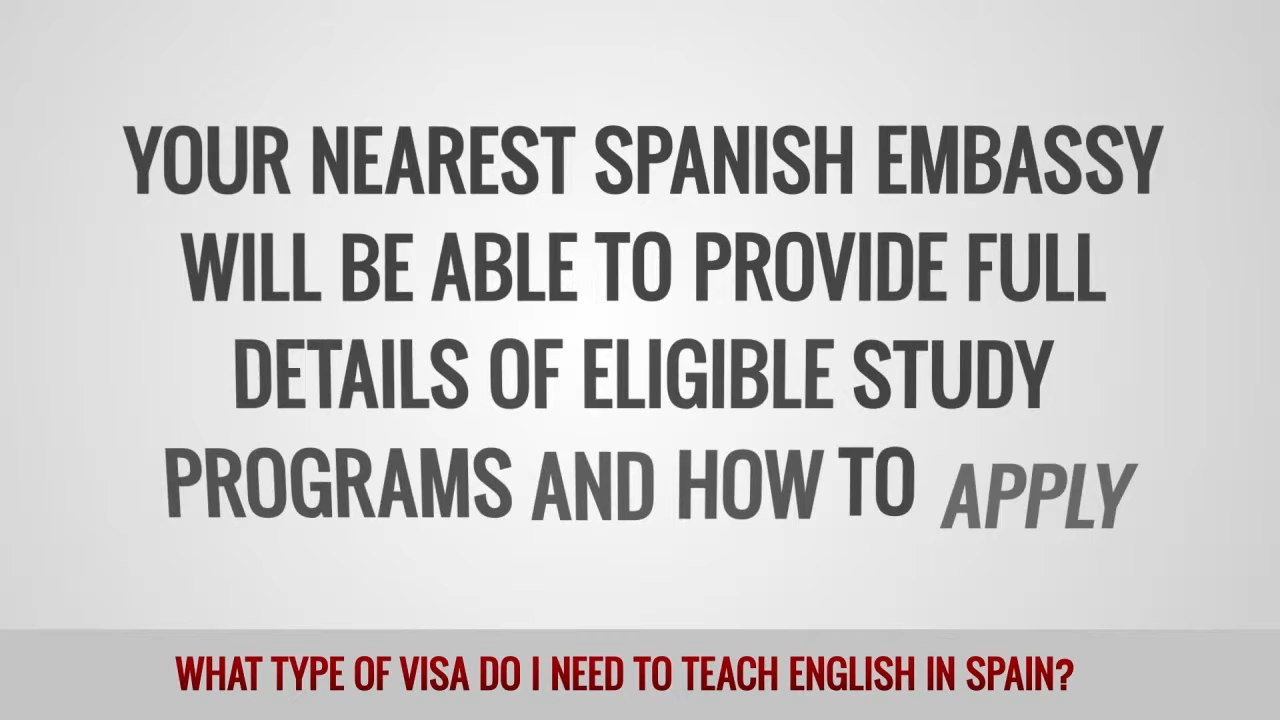 YOUR NEAREST SPANISH EMBASSY
WILL BE ABLE TO PROVIDE FULL
DETAILS OF ELIGIBLE STUDY
PROGRAMS AND HOW TO APPLY
WHAT TYPE OF VISA DO I NEED TO TEACH ENGLISH IN SPAIN?